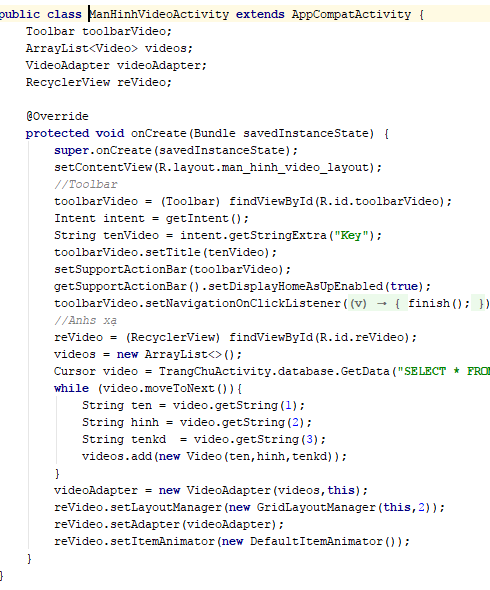 public class ManHinhVideoActivity extends AppCompatActivity {
Toolbar toolbarVideo;
ArrayList<Video> videos;
VideoAdapter videoAdapter;
RecyclerView reVideo;
@Override
protected void onCreate(Bundle savedInstanceState) {
super.onCreate(savedInstanceState);
setContentView(R.layout.man_hinh_video_layout);
//Toolbar
toolbarVideo = (Toolbar) findViewById(R.id.toolbarVideo);
Intent intent = getIntent();
String tenVideo = intent.getStringExtra("Key");
toolbarVideo.setTitle(tenVideo);
setSupportActionBar(toolbarVideo);
getSupportActionBar().setDisplayHomeAsUpEnabled(true);
toolbarVideo.setNavigationOnClickListener((v) → { finish(); })
//Anhs xạ
reVideo = (RecyclerView) findViewById(R.id.reVideo);
videos = new ArrayList<>();
Cursor video = TrangChuActivity.database.GetData("SELECT * FROM
while (video.moveToNext()){
String ten = video.getString(1);
String hinh = video.getString(2);
String tenkd = video.getString(3);
videos.add(new Video(ten,hinh,tenkd));
}
videoAdapter = new VideoAdapter(videos,this);
reVideo.setLayoutManager(new GridLayoutManager(this,2));
reVideo.setAdapter(videoAdapter);
reVideo.setItemAnimator(new DefaultItemAnimator());
}
}